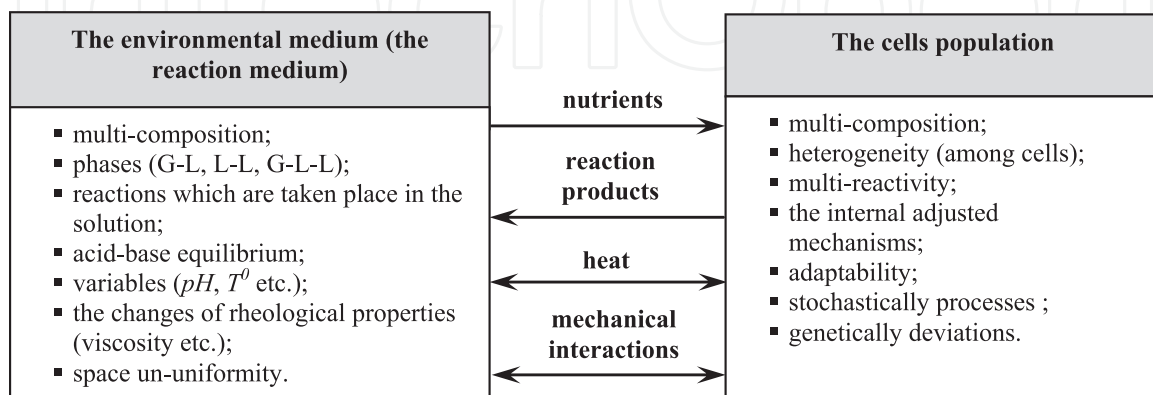 The environmental medium (the
reaction medium)
▪ multi-composition;
▪ phases (G-L, L-L, G-L-L);
▪ reactions which are taken place in the
solution;
▪ acid-base equilibrium;
▪ variables (pH, T⁰ etc.);
▪ the changes of rheological properties
(viscosity etc.);
▪ space un-uniformity.
nutrients
reaction
products
heat
mechanical
interactions
The cells population
▪ multi-composition;
▪ heterogeneity (among cells);
▪ multi-reactivity;
▪ the internal adjusted
mechanisms;
▪ adaptability;
▪ stochastically processes ;
▪ genetically deviations.